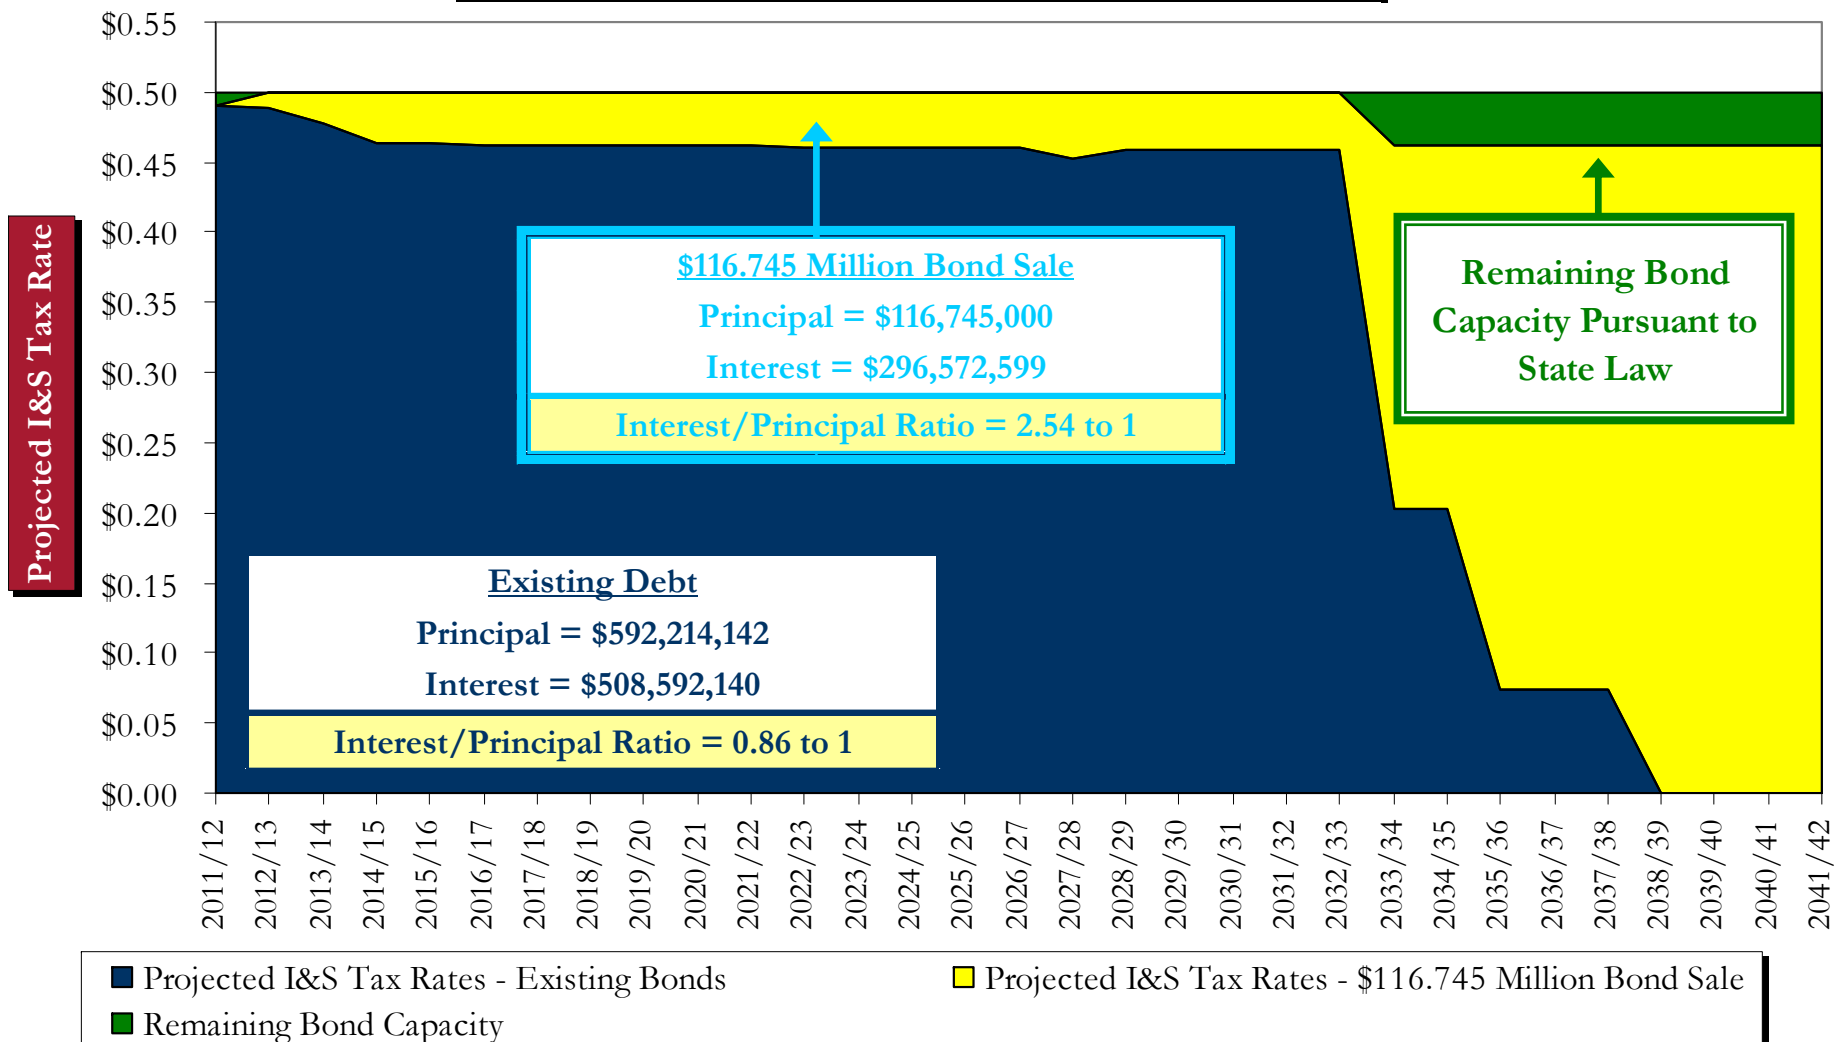 $0.55
$0.50
$0.45
$0.40
$0.35
$0.30
$0.25
$0.20
$0.15
$0.10
$0.05
$0.00
Projected I&S Tax Rate
$116.745 Million Bond Sale
Principal = $116,745,000
Interest = $296,572,599
Interest/Principal Ratio = 2.54 to 1
Remaining Bond
Capacity Pursuant to
State Law
Existing Debt
Principal = $592,214,142
Interest = $508,592,140
Interest/Principal Ratio = 0.86 to 1
2011/12
2012/13
2013/14
2014/15
2015/16
2016/17
2017/18
2018/19
2019/20
2020/21
2021/22
2022/23
2023/24
2024/25
2025/26
2026/27
2027/28
2028/29
2029/30
2030/31
2031/32
2032/33
2033/34
2034/35
2035/36
2036/37
2037/38
2038/39
2039/40
2040/41
2041/42
Projected I&S Tax Rates - Existing Bonds
Projected I&S Tax Rates - $116.745 Million Bond Sale
Remaining Bond Capacity